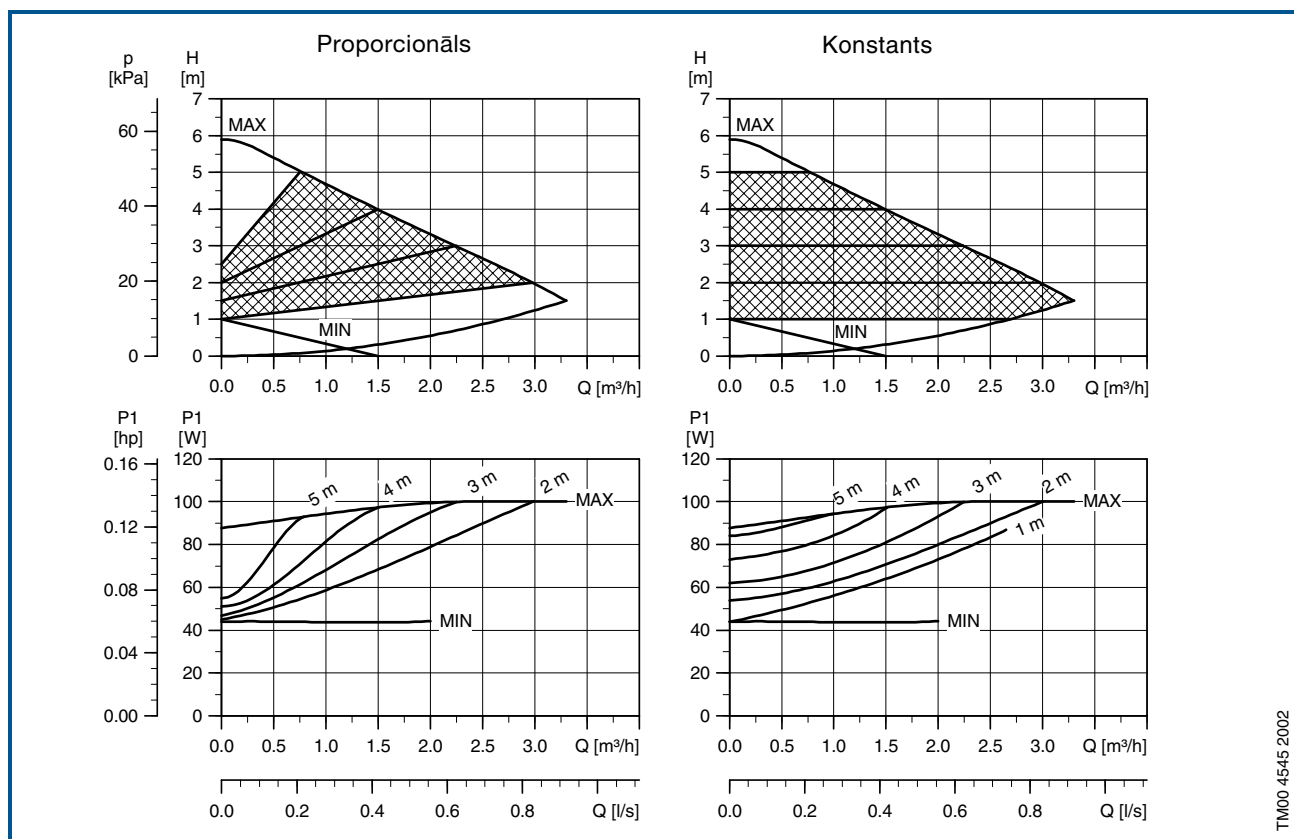 Proporcionāls
Konstants
p
[kPa]
H
[m]
H
[m]
7
6
5
4
3
2
1
0
60
40
20
0
MAX
MIN
0.0 0.5 1.0 1.5 2.0 2.5 3.0 Q [m³/h]
7
6
5
4
3
2
1
0
MAX
MIN
0.0 0.5 1.0 1.5 2.0 2.5 3.0 Q [m³/h]
P1
[hp]
P1
[W]
0.16
0.12
0.08
0.04
0.00
120
100
80
60
40
20
0
5 m
4 m
3 m
2 m
MAX
MIN
0.0 0.5 1.0 1.5 2.0 2.5 3.0 Q [m³/h]
0.0 0.2 0.4 0.6 0.8 Q [l/s]
P1
[W]
120
100
80
60
40
20
0
5 m
4 m
3 m
2 m
1 m
MAX
MIN
0.0 0.5 1.0 1.5 2.0 2.5 3.0 Q [m³/h]
0.0 0.2 0.4 0.6 0.8 Q [l/s]
TM00 4545 2002